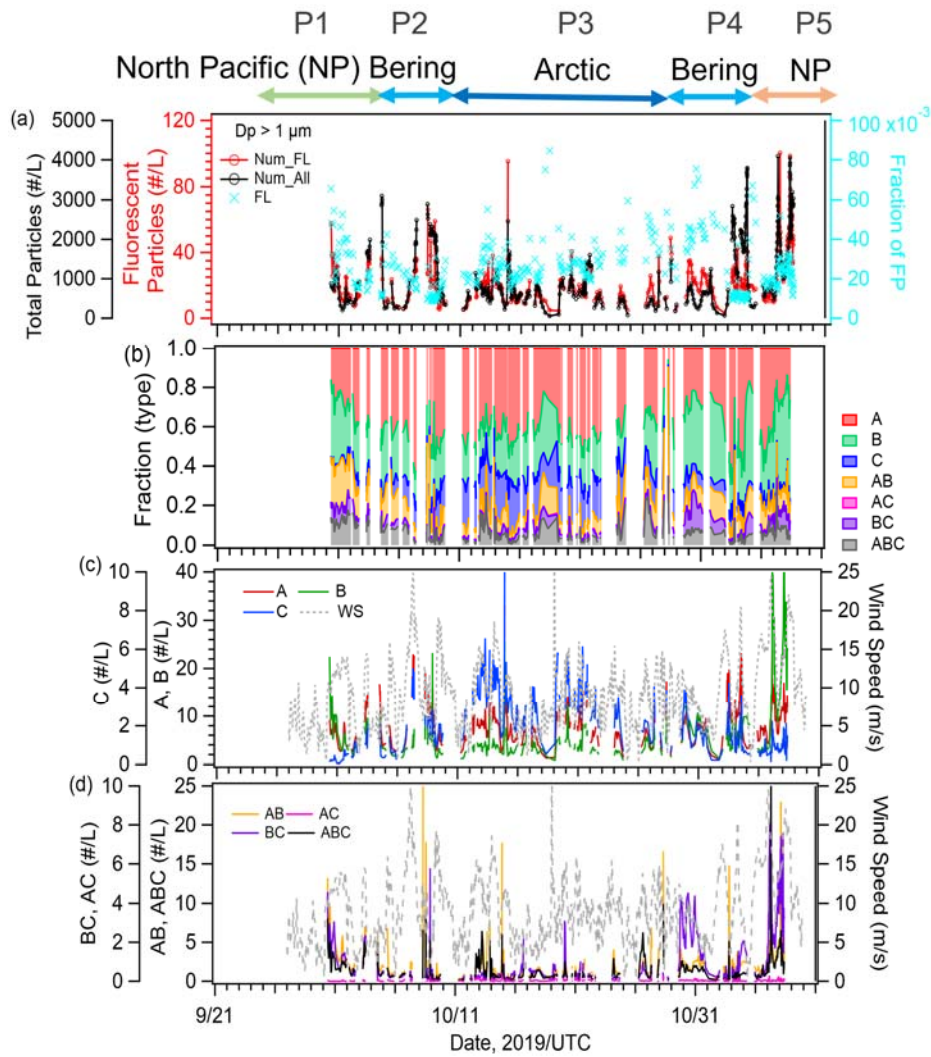 P1 P2 P3 P4 P5
North Pacific (NP) Bering Arctic Bering NP
(a)
5000 120 100 x10⁻³
Dp > 1 µm
Num_FL
Num_All
FL
4000 80
3000 80 60
2000 40 40
1000 20
0 0 0
Total Particles (#/L)
Fluorescent
Particles (#/L)
Fraction of FP
(b)
1.0
0.8
0.6
0.4
0.2
0.0
Fraction (type)
A
B
C
AB
AC
BC
ABC
(c)
10 40 25
A B
C WS
8 20
30
6 15
20
4 10
10
2 5
0 0 0
C (#/L)
A, B (#/L)
Wind Speed (m/s)
(d)
10 25 25
AB AC
BC ABC
8 20 20
6 15 15
4 10 10
2 5 5
0 0 0
BC, AC (#/L)
AB, ABC (#/L)
Wind Speed (m/s)
9/21 10/11 10/31
Date, 2019/UTC